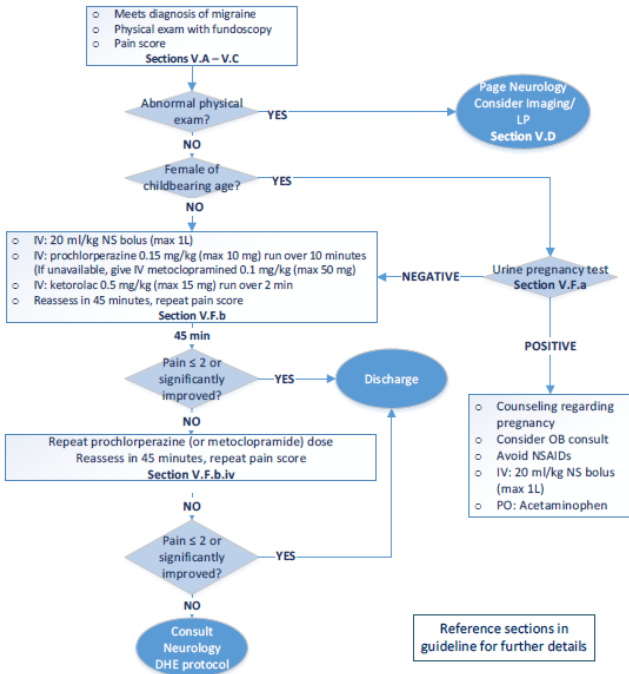 ○ Meets diagnosis of migraine
○ Physical exam with fundoscopy
○ Pain score
Sections V.A – V.C
Abnormal physical
exam?
YES
Page Neurology
Consider Imaging/
LP
Section V.D
NO
Female of
childbearing age?
YES
NO
○ IV: 20 ml/kg NS bolus (max 1L)
○ IV: prochlorperazine 0.15 mg/kg (max 10 mg) run over 10 minutes
(If unavailable, give IV metoclopramined 0.1 mg/kg (max 50 mg)
○ IV: ketorolac 0.5 mg/kg (max 15 mg) run over 2 min
○ Reassess in 45 minutes, repeat pain score
Section V.F.b
NEGATIVE
Urine pregnancy test
Section V.F.a
45 min
POSITIVE
Pain ≤ 2 or
significantly
improved?
YES
Discharge
○ Counseling regarding
pregnancy
○ Consider OB consult
○ Avoid NSAIDs
○ IV: 20 ml/kg NS bolus
(max 1L)
○ PO: Acetaminophen
NO
Repeat prochlorperazine (or metoclopramide) dose
Reassess in 45 minutes, repeat pain score
Section V.F.b.iv
NO
Pain ≤ 2 or
significantly
improved?
YES
NO
Consult
Neurology
DHE protocol
Reference sections in
guideline for further details